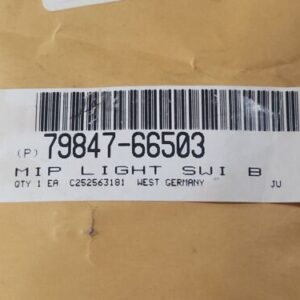 (P) 79847-66503
MIP LIGHT SWI B
QTY 1 EA C252563181 WEST GERMANY JU